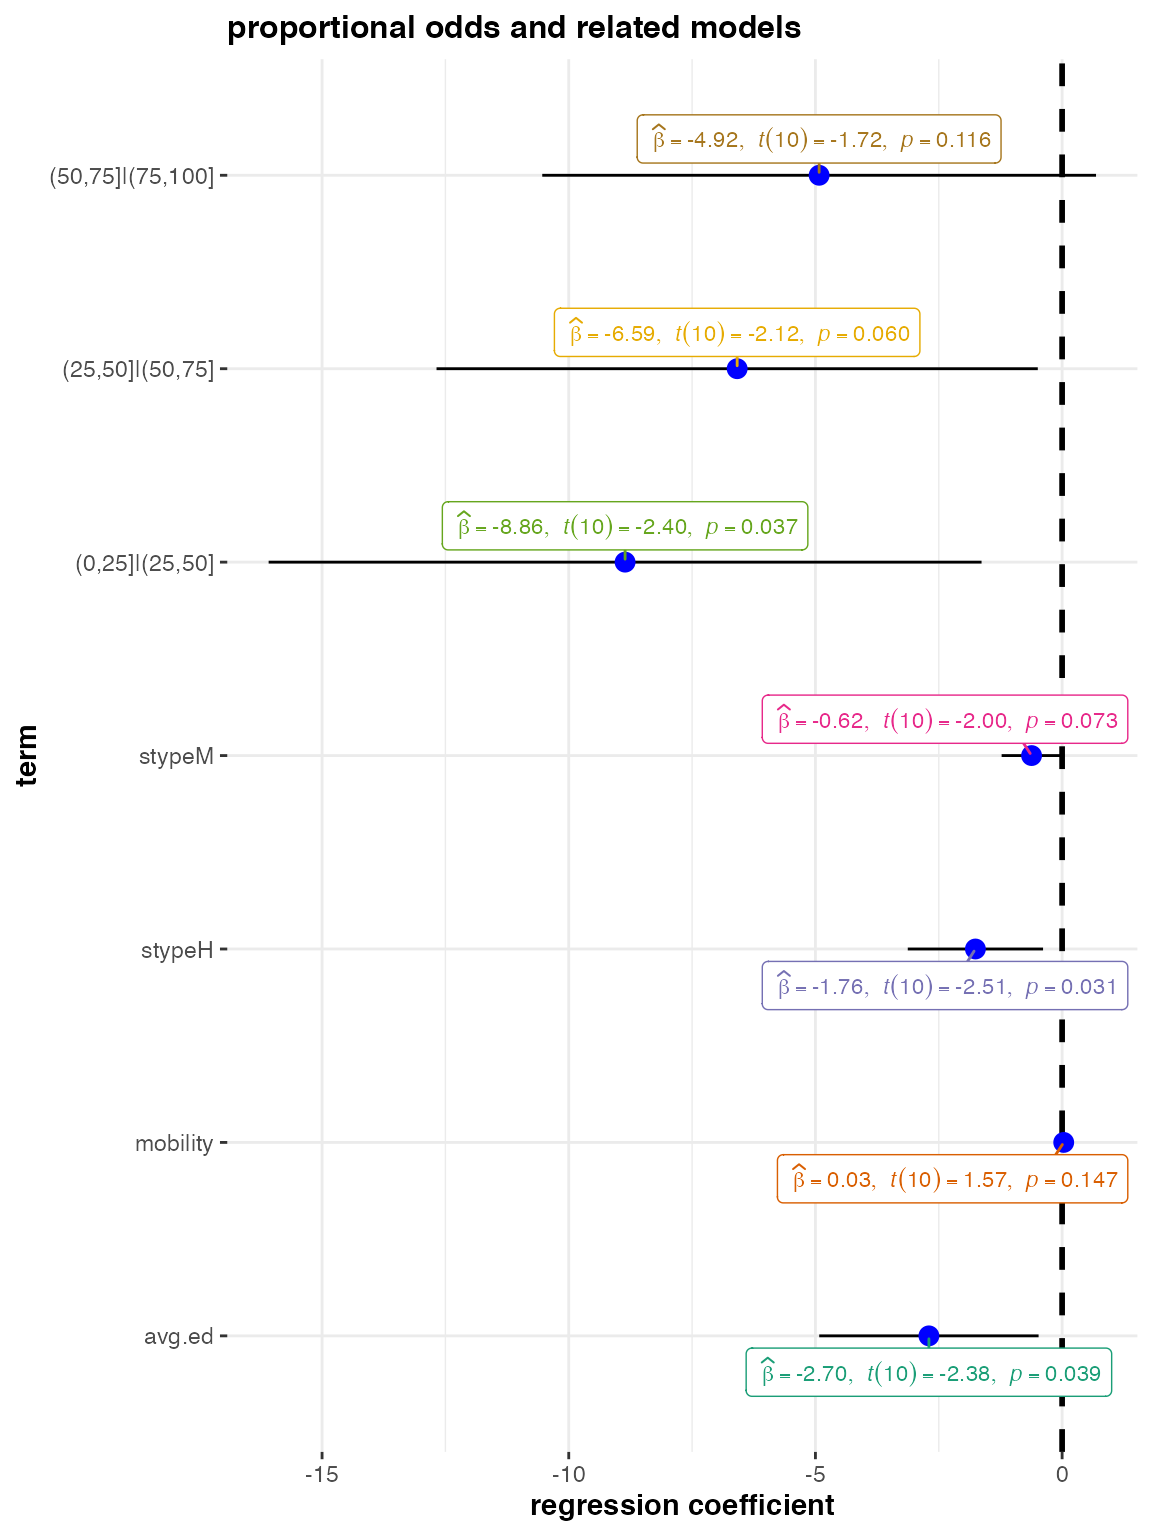 proportional odds and related models
β̂ = -4.92, t(10) = -1.72, p = 0.116
(50,75]|(75,100]
β̂ = -6.59, t(10) = -2.12, p = 0.060
(25,50]|(50,75]
β̂ = -8.86, t(10) = -2.40, p = 0.037
(0,25]|(25,50]
β̂ = -0.62, t(10) = -2.00, p = 0.073
stypeM
term
stypeH
β̂ = -1.76, t(10) = -2.51, p = 0.031
mobility
β̂ = 0.03, t(10) = 1.57, p = 0.147
avg.ed
β̂ = -2.70, t(10) = -2.38, p = 0.039
-15 -10 -5 0
regression coefficient